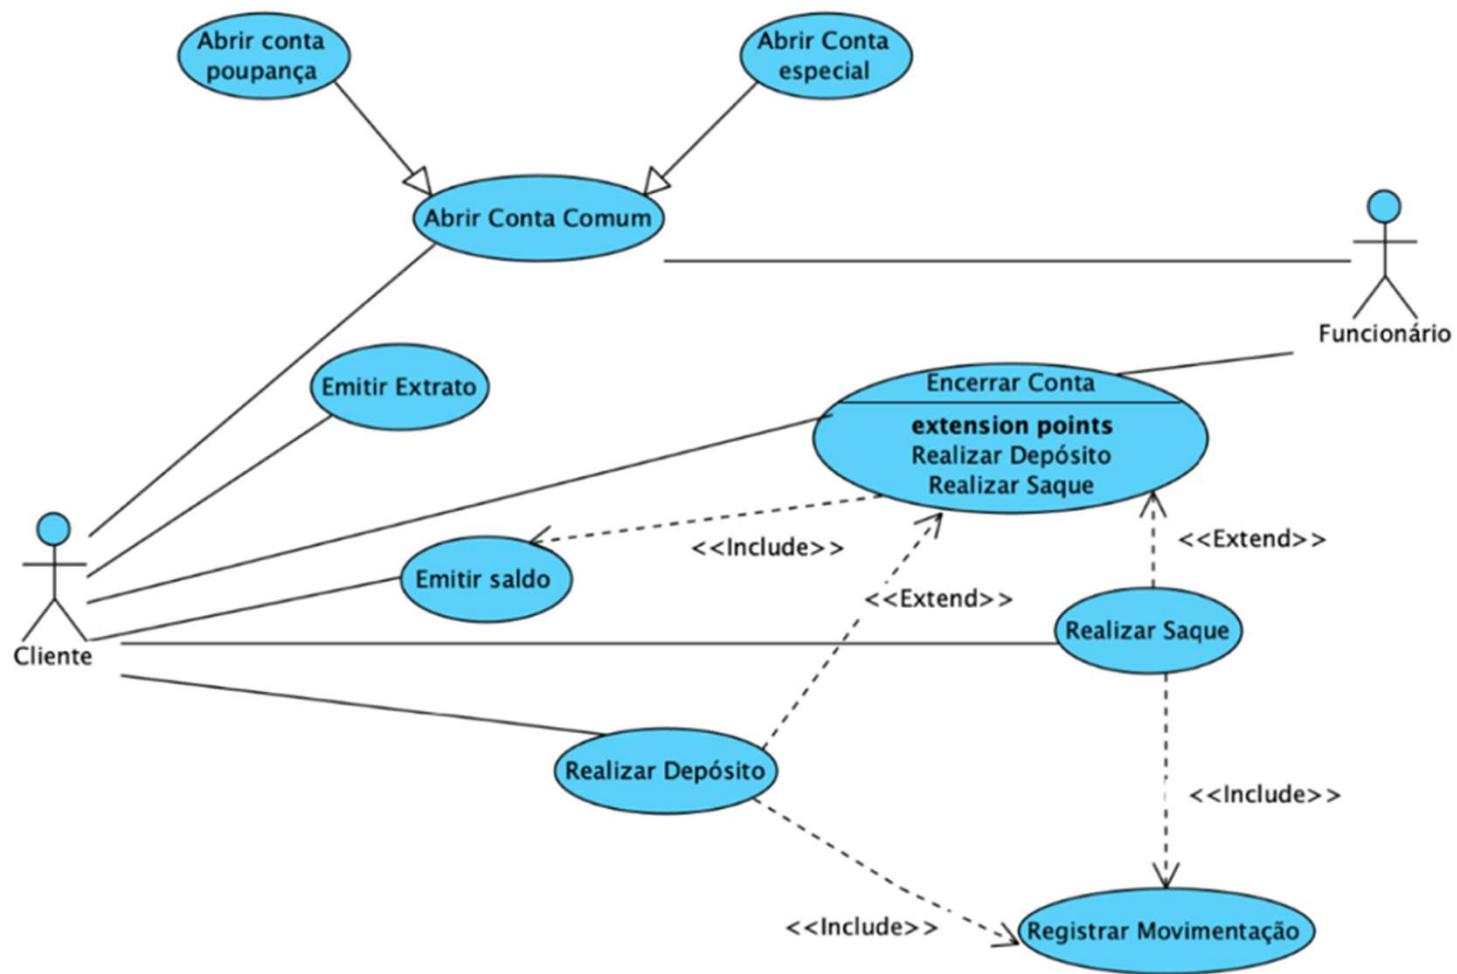 Abrir conta
poupança
Abrir Conta
especial
Abrir Conta Comum
Funcionário
Emitir Extrato
Encerrar Conta
extension points
Realizar Depósito
Realizar Saque
<<Include>>
<<Extend>>
Emitir saldo
<<Extend>>
Realizar Saque
Cliente
Realizar Depósito
<<Include>>
<<Include>>
Registrar Movimentação